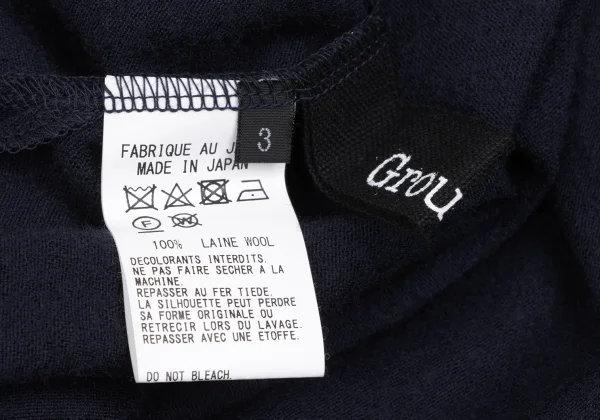 3
FABRIQUE AU
MADE IN JAPAN
F
W
100% LAINE WOOL
DECOLORANTS INTERDITS.
NE PAS FAIRE SECHER A LA
MACHINE.
REPASSER AU FER TIEDE.
LA SILHOUETTE PEUT PERDRE
SA FORME ORIGINALE OU
RETRECIR LORS DU LAVAGE.
REPASSER AVEC UNE ETOFFE.
DO NOT BLEACH.
Grou